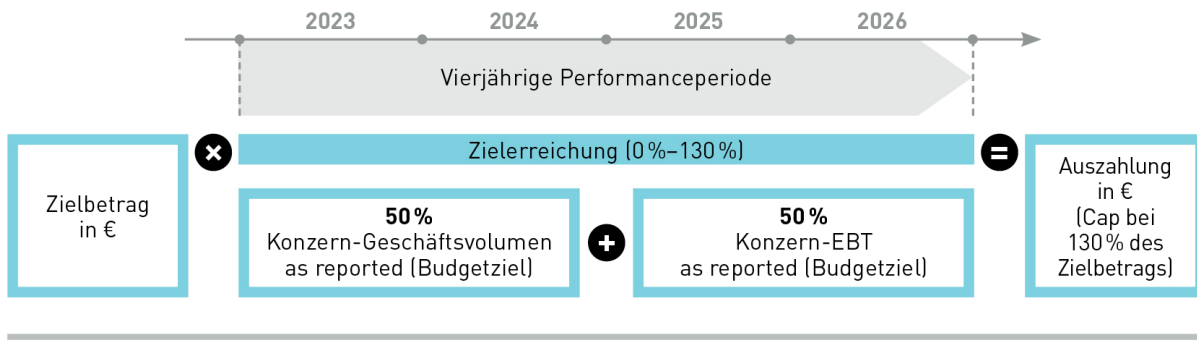 2023 2024 2025 2026
Vierjährige Performanceperiode
Zielerreichung (0 %–130 %)
Zielbetrag
in €
50 %
Konzern-Geschäftsvolumen
as reported (Budgetziel)
50 %
Konzern-EBT
as reported (Budgetziel)
Auszahlung
in €
(Cap bei
130 % des
Zielbetrags)